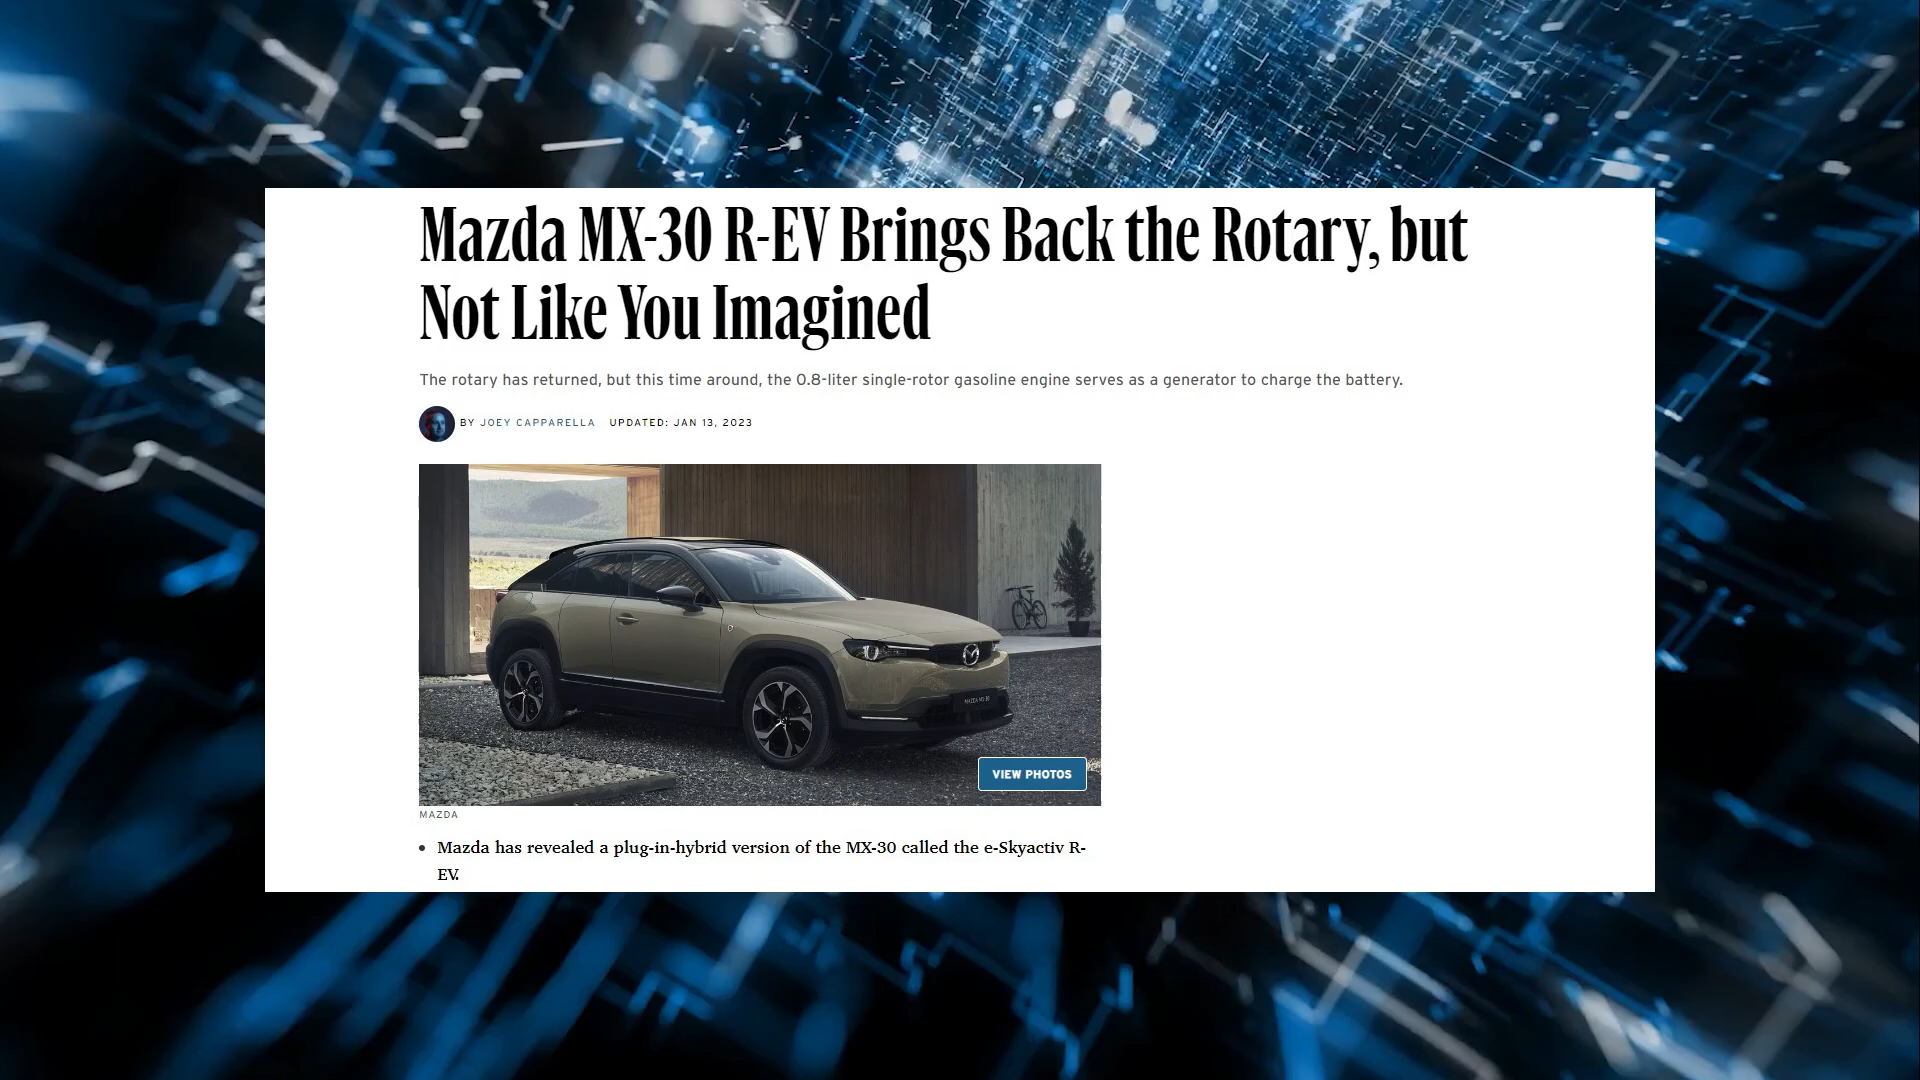 Mazda MX-30 R-EV Brings Back the Rotary, but
Not Like You Imagined
The rotary has returned, but this time around, the 0.8-liter single-rotor gasoline engine serves as a generator to charge the battery.
BY JOEY CAPPARELLA UPDATED: JAN 13, 2023
MAZDA MX-30
VIEW PHOTOS
MAZDA
• Mazda has revealed a plug-in-hybrid version of the MX-30 called the e-Skyactiv R-
EV.